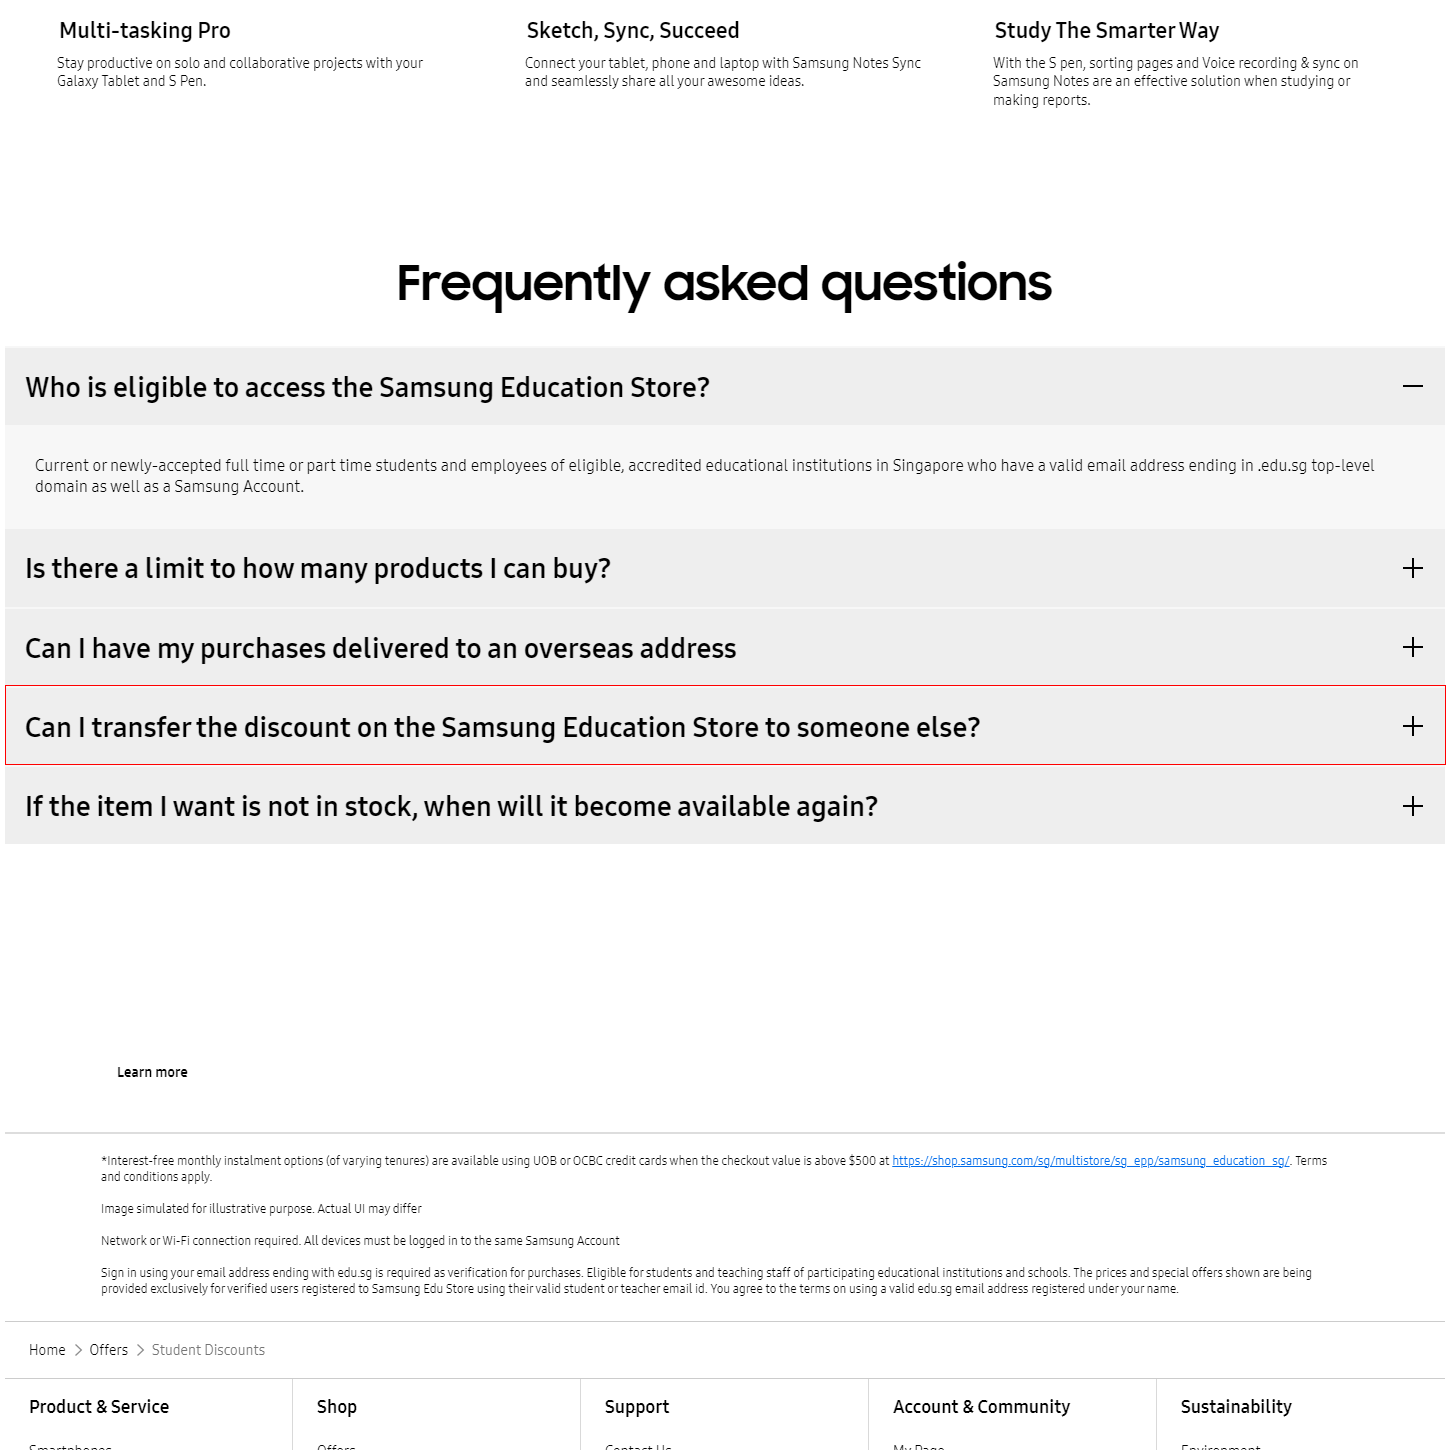 Multi-tasking Pro
Stay productive on solo and collaborative projects with your
Galaxy Tablet and S Pen.
Sketch, Sync, Succeed
Connect your tablet, phone and laptop with Samsung Notes Sync
and seamlessly share all your awesome ideas.
Study The Smarter Way
With the S pen, sorting pages and Voice recording & sync on
Samsung Notes are an effective solution when studying or
making reports.
Frequently asked questions
Who is eligible to access the Samsung Education Store?
Current or newly-accepted full time or part time students and employees of eligible, accredited educational institutions in Singapore who have a valid email address ending in .edu.sg top-level
domain as well as a Samsung Account.
Is there a limit to how many products I can buy?
Can I have my purchases delivered to an overseas address
Can I transfer the discount on the Samsung Education Store to someone else?
If the item I want is not in stock, when will it become available again?
Learn more
*Interest-free monthly instalment options (of varying tenures) are available using UOB or OCBC credit cards when the checkout value is above $500 at https://shop.samsung.com/sg/multistore/sg_epp/samsung_education_sg/. Terms
and conditions apply.
Image simulated for illustrative purpose. Actual UI may differ
Network or Wi-Fi connection required. All devices must be logged in to the same Samsung Account
Sign in using your email address ending with edu.sg is required as verification for purchases. Eligible for students and teaching staff of participating educational institutions and schools. The prices and special offers shown are being
provided exclusively for verified users registered to Samsung Edu Store using their valid student or teacher email id. You agree to the terms on using a valid edu.sg email address registered under your name.
Home > Offers > Student Discounts
Product & Service
Shop
Support
Account & Community
Sustainability
Smartphones
Offers
Contact Us
My Page
Environment